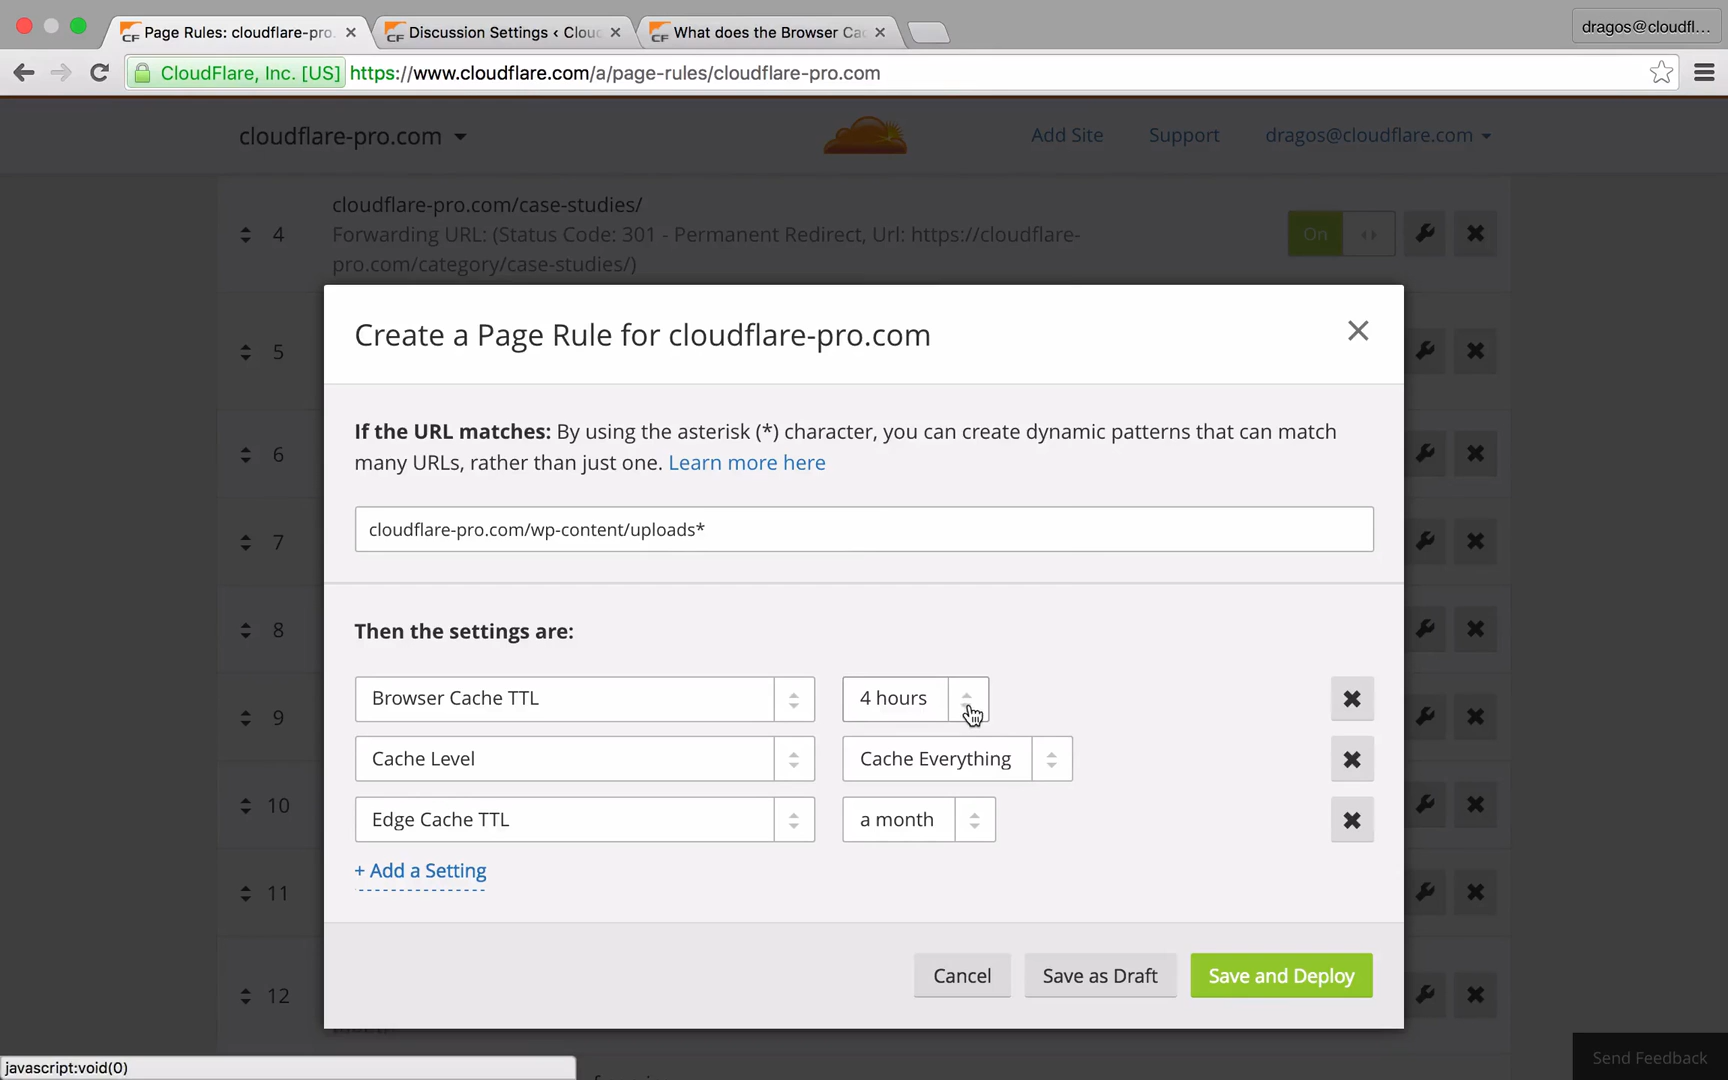 Page Rules: cloudflare-pro.
Discussion Settings ‹ Clou
What does the Browser Ca
dragos@cloudfl...
CloudFlare, Inc. [US] https://www.cloudflare.com/a/page-rules/cloudflare-pro.com
cloudflare-pro.com
Add Site
Support
dragos@cloudflare.com
4
cloudflare-pro.com/case-studies/
Forwarding URL: (Status Code: 301 - Permanent Redirect, Url: https://cloudflare-
pro.com/category/case-studies/)
On
Create a Page Rule for cloudflare-pro.com
5
If the URL matches: By using the asterisk (*) character, you can create dynamic patterns that can match
many URLs, rather than just one. Learn more here
6
cloudflare-pro.com/wp-content/uploads*
7
Then the settings are:
8
Browser Cache TTL
4 hours
9
Cache Level
Cache Everything
Edge Cache TTL
a month
10
+ Add a Setting
11
Cancel
Save as Draft
Save and Deploy
12
Send Feedback
javascript:void(0)